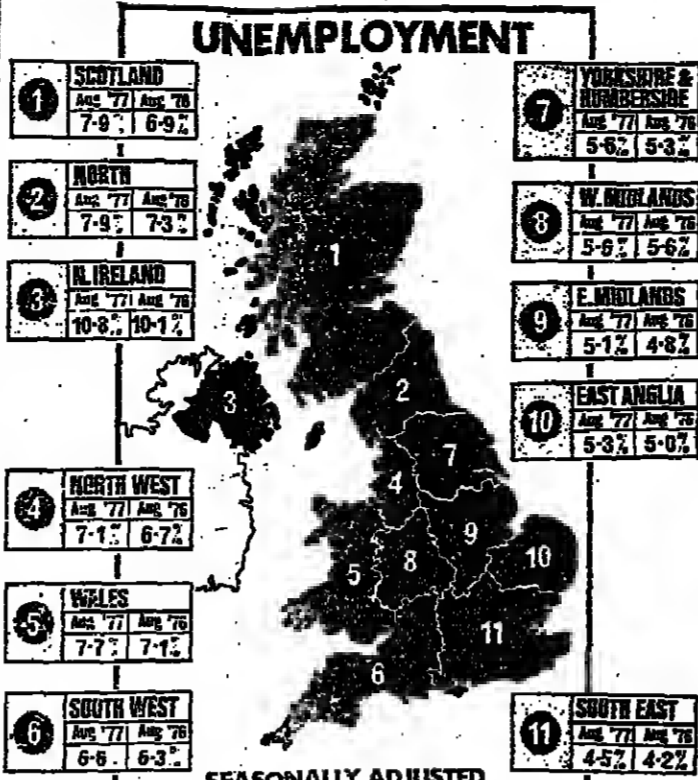 UNEMPLOYMENT
1
SCOTLAND
Aug '77 Aug '76
7·9% 6·9%
2
NORTH
Aug '77 Aug '76
7·9% 7·3%
3
N. IRELAND
Aug '77 Aug '76
10·8% 10·1%
4
NORTH WEST
Aug '77 Aug '76
7·1% 6·7%
5
WALES
Aug '77 Aug '76
7·7% 7·1%
6
SOUTH WEST
Aug '77 Aug '76
6·3%
7
YORKSHIRE &
HUMBERSIDE
Aug '77 Aug '76
5·6% 5·3%
8
W. MIDLANDS
Aug '77 Aug '76
5·6%
9
E. MIDLANDS
Aug '77 Aug '76
5·1% 4·8%
10
EAST ANGLIA
Aug '77 Aug '76
5·3% 5·0%
11
SOUTH EAST
Aug '77 Aug '76
4·5% 4·2%
1
2
3
7
4
9
10
5
8
11
6
SEASONALLY ADJUSTED